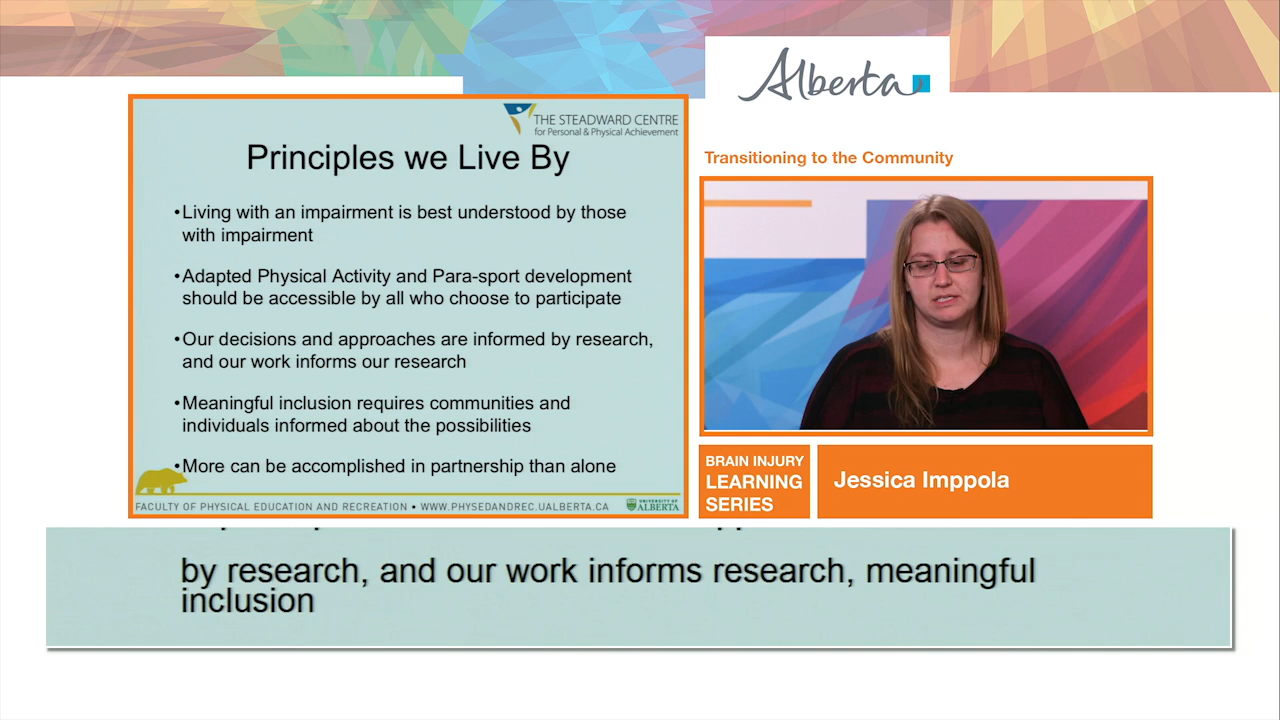 Alberta
THE STEADWARD CENTRE
for Personal & Physical Achievement
Principles we Live By
•Living with an impairment is best understood by those
with impairment
•Adapted Physical Activity and Para-sport development
should be accessible by all who choose to participate
•Our decisions and approaches are informed by research,
and our work informs our research
•Meaningful inclusion requires communities and
individuals informed about the possibilities
•More can be accomplished in partnership than alone
FACULTY OF PHYSICAL EDUCATION AND RECREATION • WWW.PHYSEDANDREC.UALBERTA.CA
UNIVERSITY OF
ALBERTA
Transitioning to the Community
BRAIN INJURY
LEARNING
SERIES
Jessica Imppola
by research, and our work informs research, meaningful
inclusion